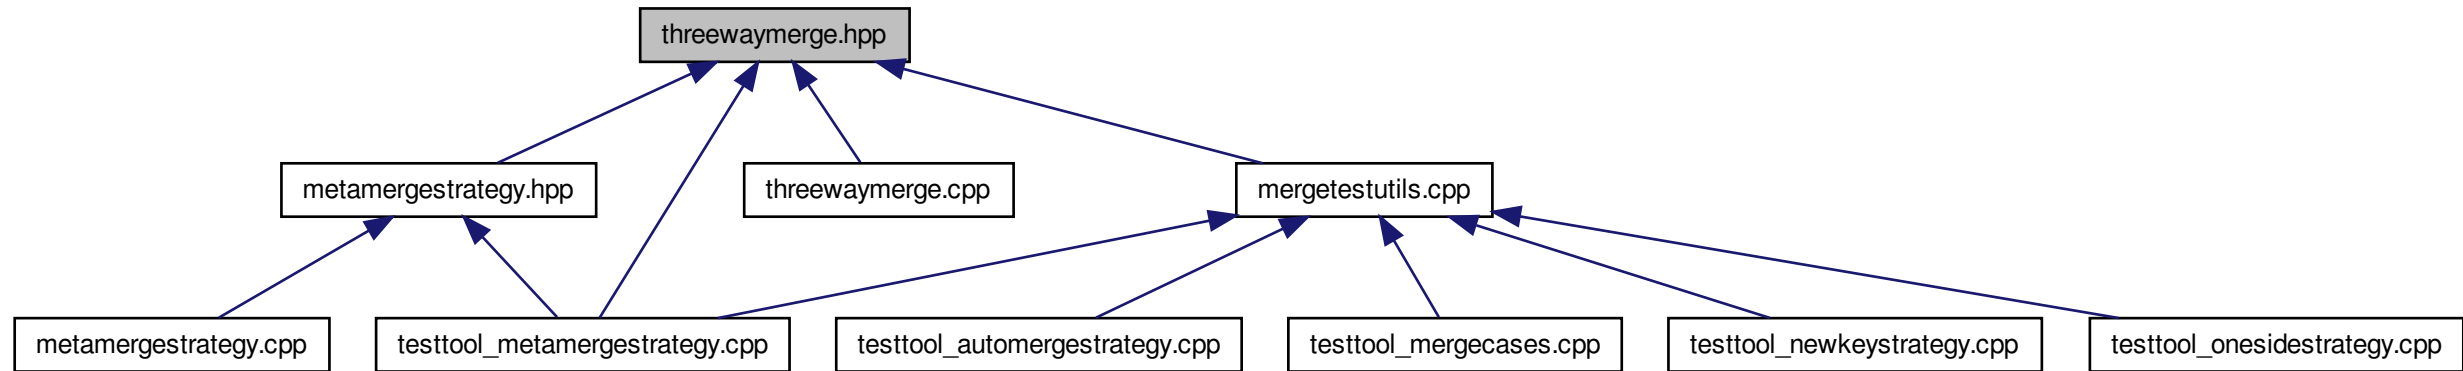 threewaymerge.hpp
metamergestrategy.hpp
threewaymerge.cpp
mergetestutils.cpp
metamergestrategy.cpp
testtool_metamergestrategy.cpp
testtool_automergestrategy.cpp
testtool_mergecases.cpp
testtool_newkeystrategy.cpp
testtool_onesidestrategy.cpp